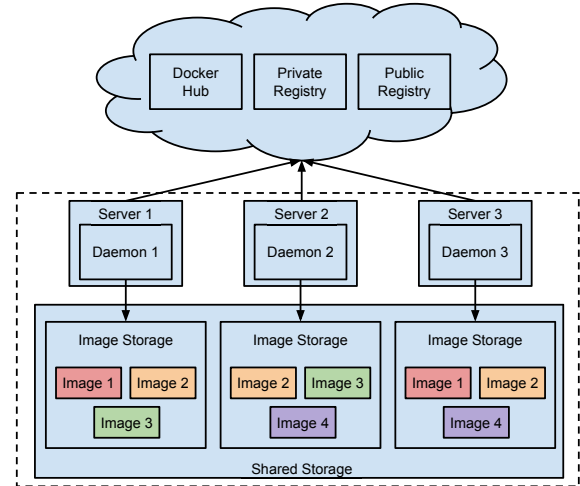 Docker
Hub
Private
Registry
Public
Registry
Server 1
Server 2
Server 3
Daemon 1
Daemon 2
Daemon 3
Image Storage
Image Storage
Image Storage
Image 1
Image 2
Image 2
Image 3
Image 1
Image 2
Image 3
Image 4
Image 4
Shared Storage